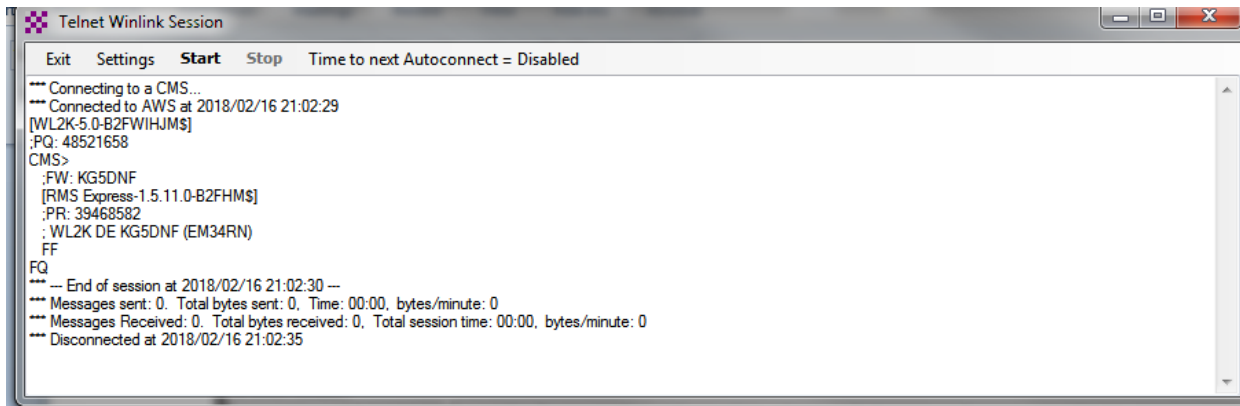 Telnet Winlink Session
Exit Settings Start Stop Time to next Autoconnect = Disabled
*** Connecting to a CMS...
*** Connected to AWS at 2018/02/16 21:02:29
[WL2K-5.0-B2FWIHJM$]
;PQ: 48521658
CMS>
;FW: KG5DNF
[RMS Express-1.5.11.0-B2FHM$]
;PR: 39468582
; WL2K DE KG5DNF (EM34RN)
FF
FQ
*** --- End of session at 2018/02/16 21:02:30 ---
*** Messages sent: 0. Total bytes sent: 0, Time: 00:00, bytes/minute: 0
*** Messages Received: 0. Total bytes received: 0, Total session time: 00:00, bytes/minute: 0
*** Disconnected at 2018/02/16 21:02:35